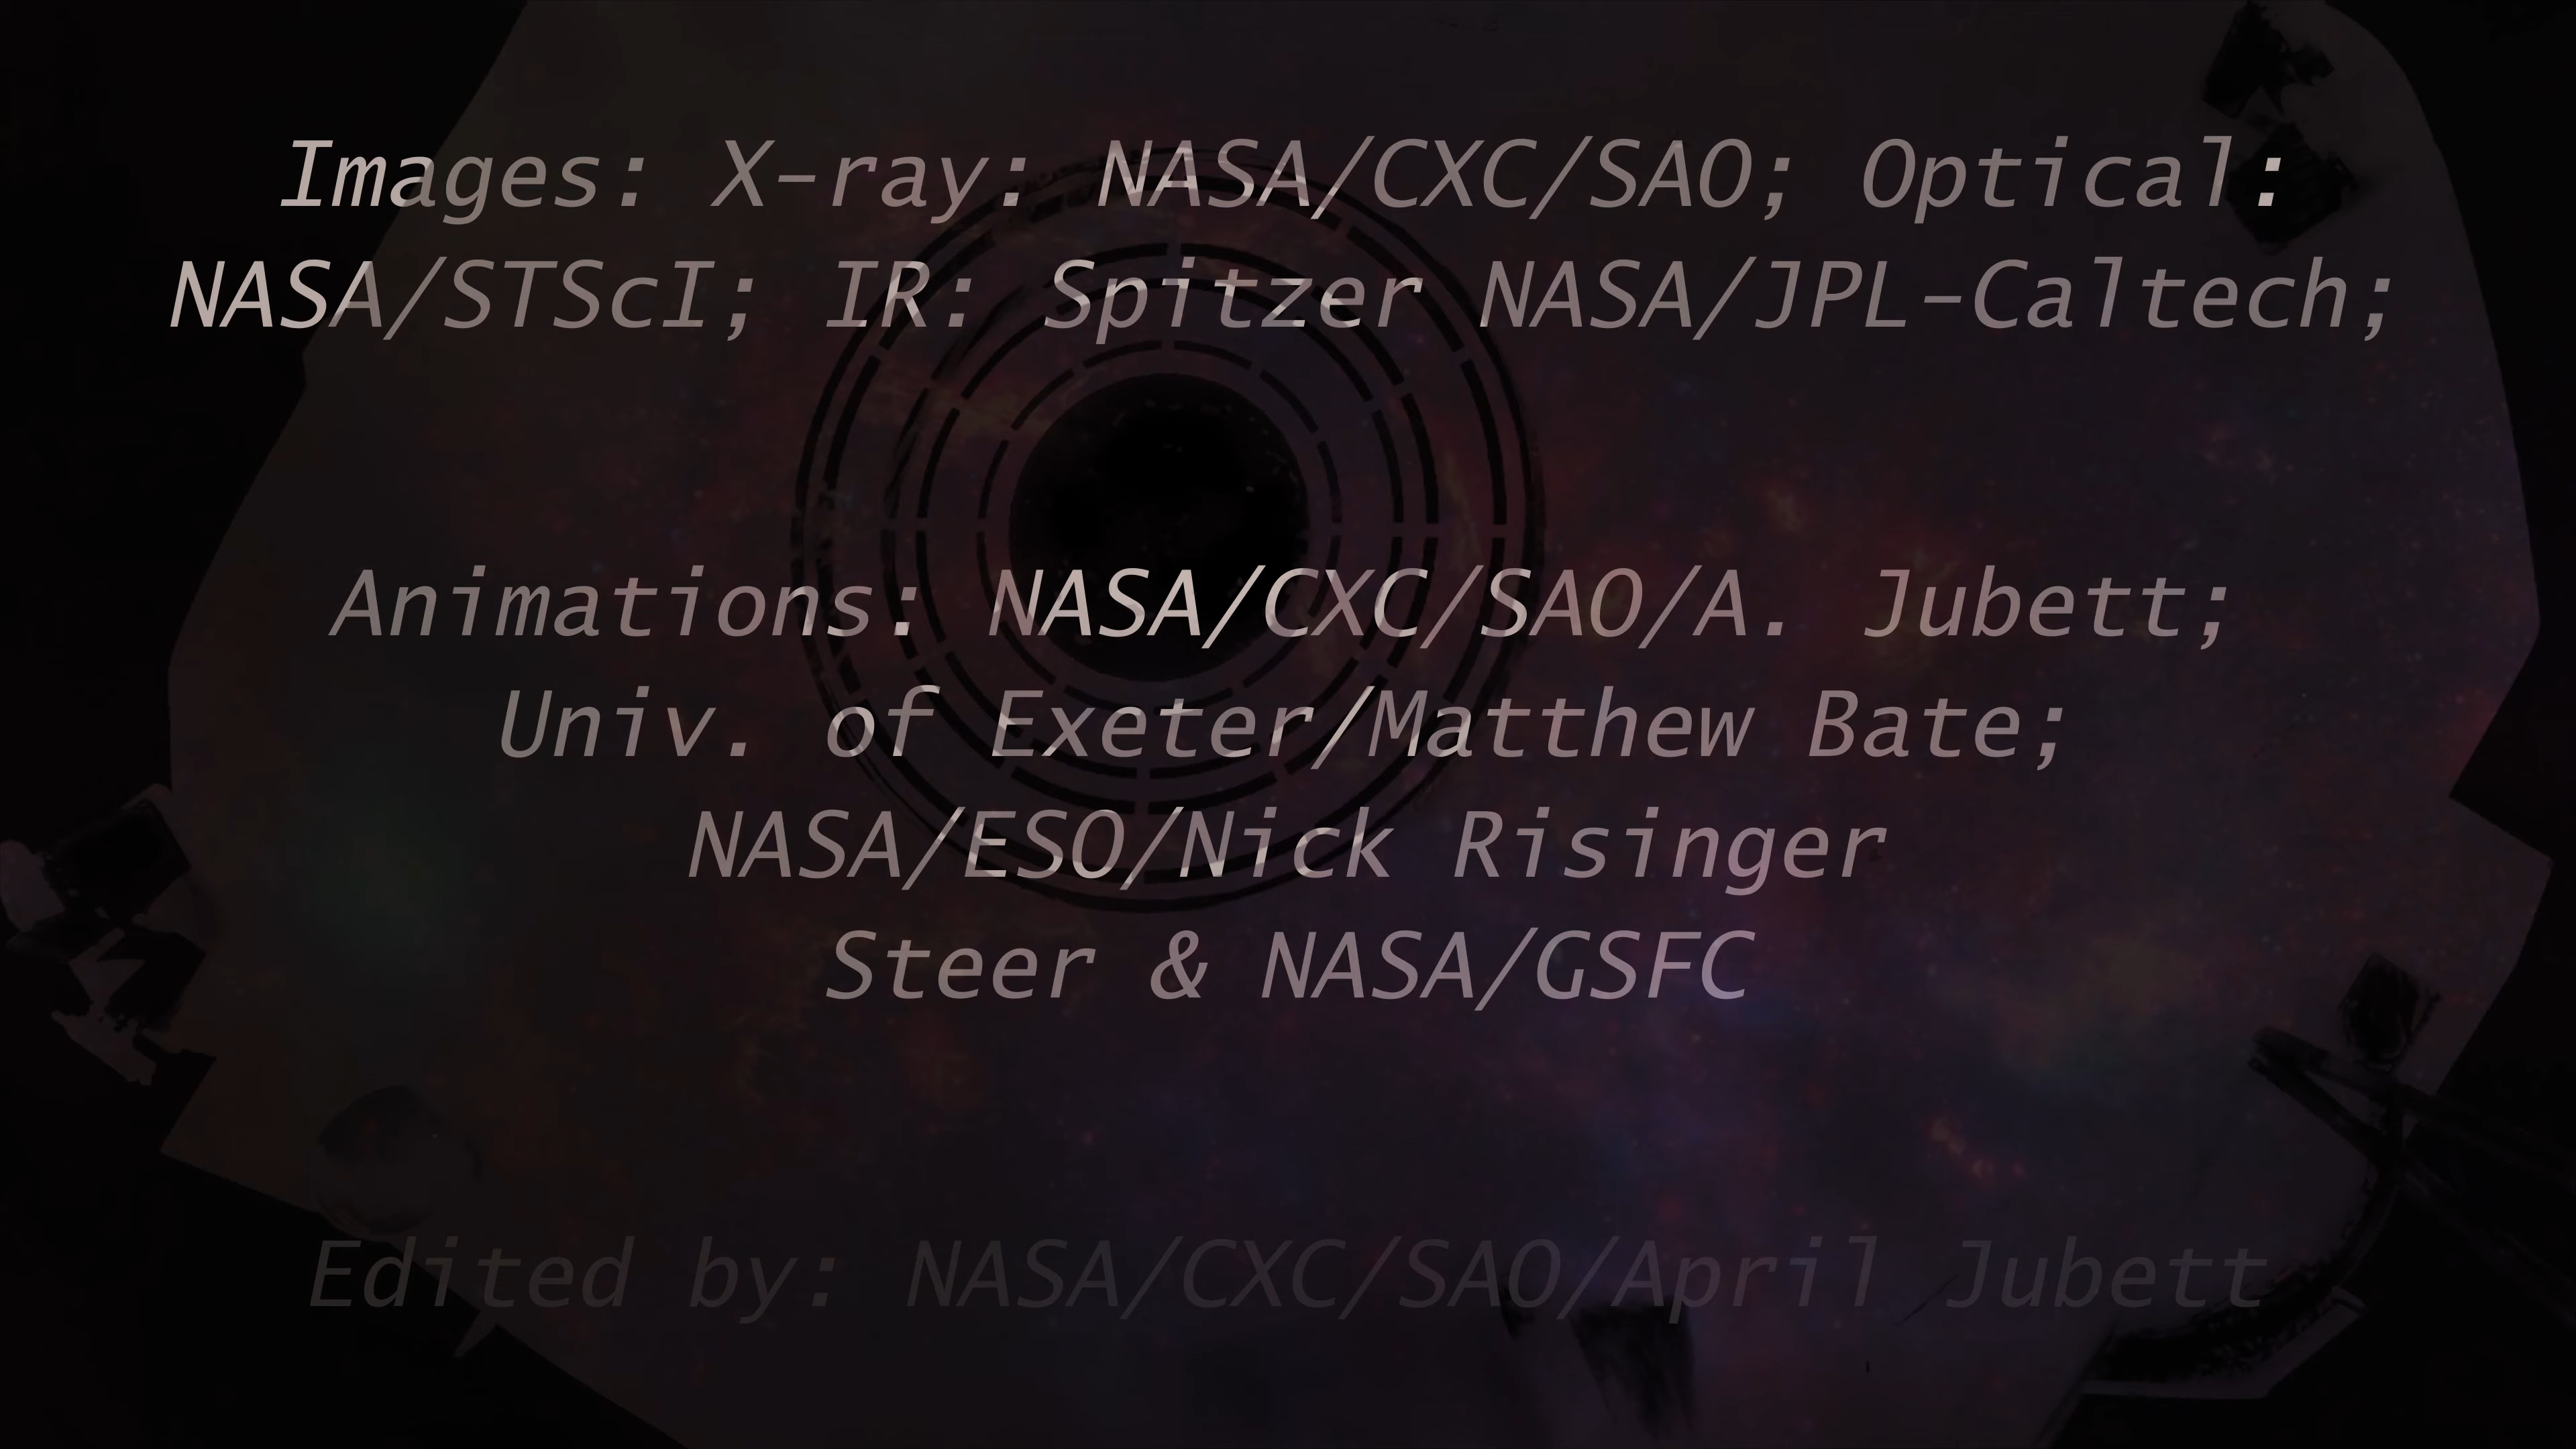 Images: X-ray: NASA/CXC/SAO; Optical:
NASA/STScI; IR: Spitzer NASA/JPL-Caltech;
Animations: NASA/CXC/SAO/A. Jubett;
Univ. of Exeter/Matthew Bate;
NASA/ESO/Nick Risinger
Steer & NASA/GSFC
Edited by: NASA/CXC/SAO/April Jubett